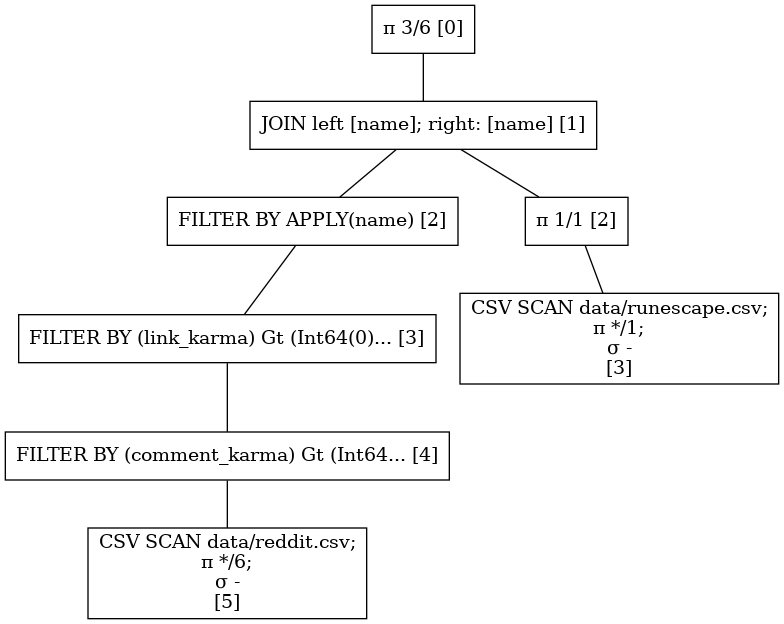 π 3/6 [0]
JOIN left [name]; right: [name] [1]
FILTER BY APPLY(name) [2]
π 1/1 [2]
FILTER BY (link_karma) Gt (Int64(0)... [3]
CSV SCAN data/runescape.csv;
π */1;
σ -
[3]
FILTER BY (comment_karma) Gt (Int64... [4]
CSV SCAN data/reddit.csv;
π */6;
σ -
[5]